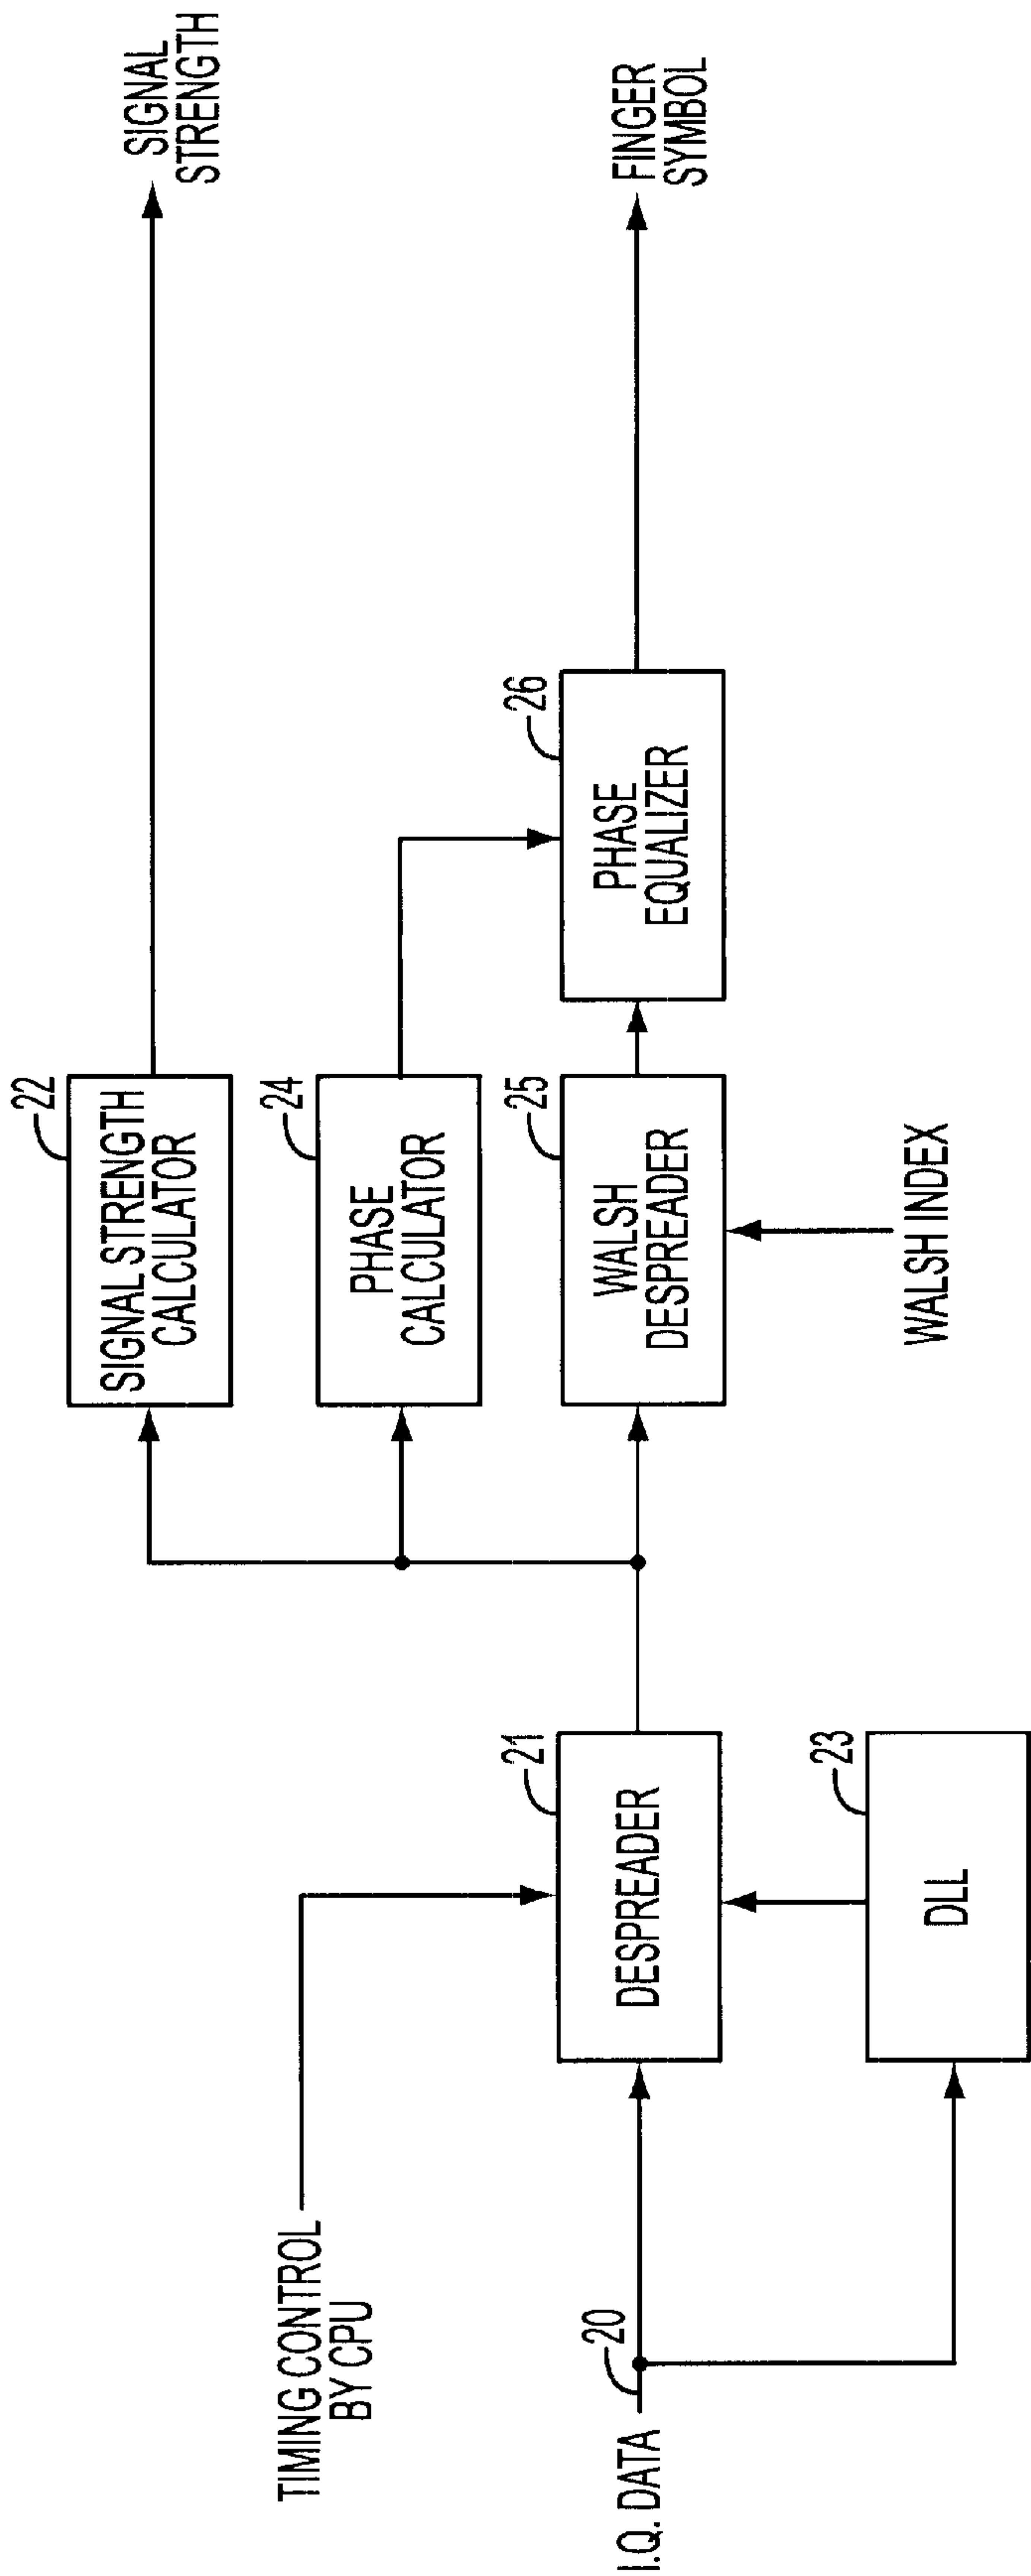 I.Q. DATA
20
TIMING CONTROL
BY CPU
21
DESPREADER
23
DLL
22
SIGNAL STRENGTH
CALCULATOR
24
PHASE
CALCULATOR
25
WALSH
DESPREADER
WALSH INDEX
26
PHASE
EQUALIZER
SIGNAL
STRENGTH
FINGER
SYMBOL